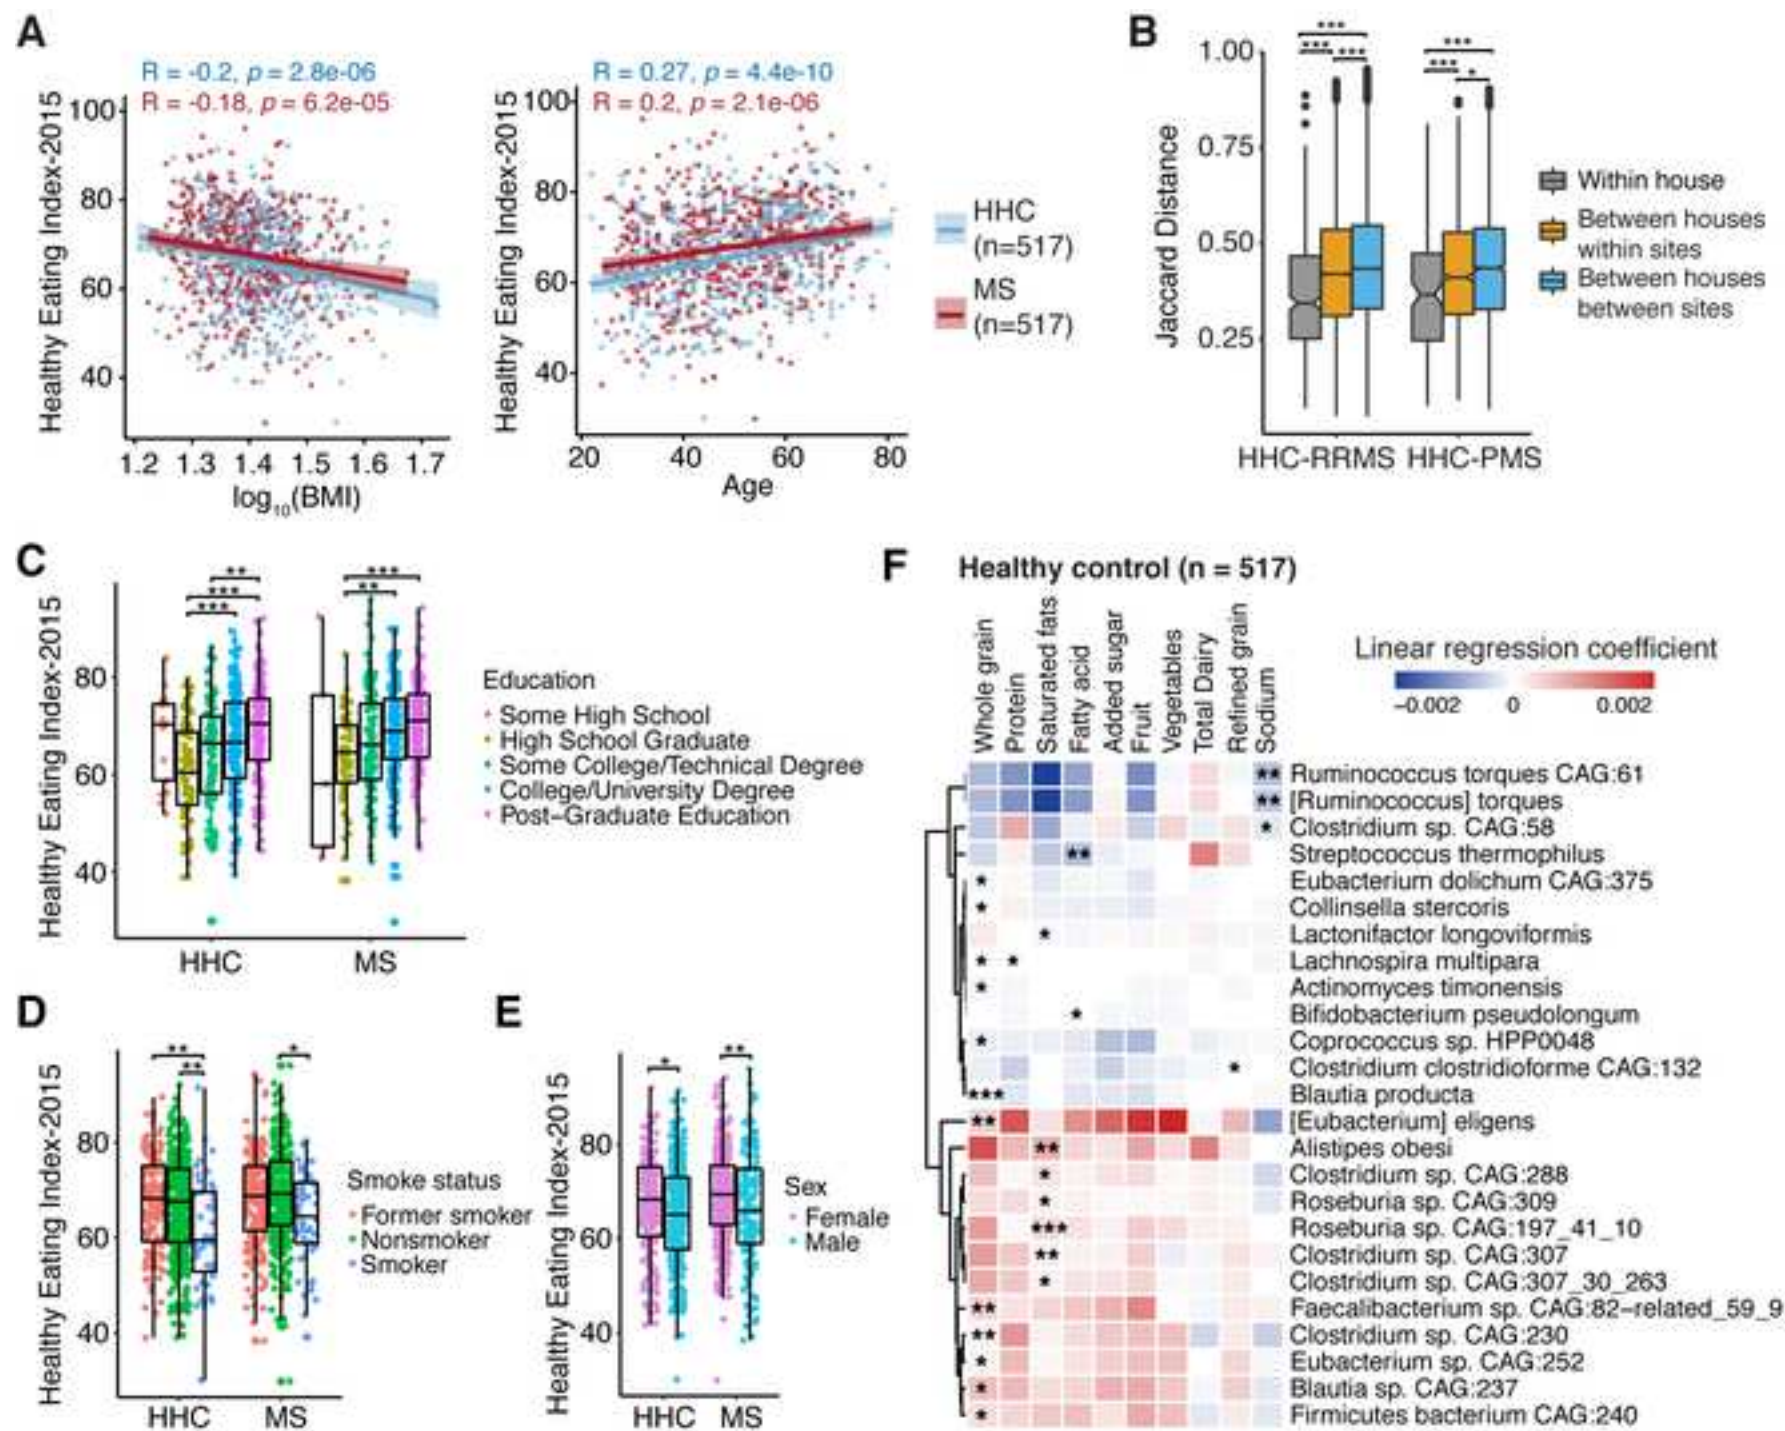 A
R = -0.2, p = 2.8e-06
R = -0.18, p = 6.2e-05
Healthy Eating Index-2015
100
80
60
40
1.2 1.3 1.4 1.5 1.6 1.7
log10(BMI)
R = 0.27, p = 4.4e-10
R = 0.2, p = 2.1e-06
Healthy Eating Index-2015
100
80
60
40
20 40 60 80
Age
HHC
(n=517)
MS
(n=517)
B
Jaccard Distance
1.00
0.75
0.50
0.25
*** *** ***
*** *** *
HHC-RRMS HHC-PMS
Within house
Between houses
within sites
Between houses
between sites
C
Healthy Eating Index-2015
80
60
40
**
***
***
***
**
HHC MS
Education
Some High School
High School Graduate
Some College/Technical Degree
College/University Degree
Post-Graduate Education
D
Healthy Eating Index-2015
80
60
40
**
**
*
HHC MS
Smoke status
Former smoker
Nonsmoker
Smoker
E
Healthy Eating Index-2015
80
60
40
*
**
HHC MS
Sex
Female
Male
F
Healthy control (n = 517)
Whole grain
Protein
Saturated fats
Fatty acid
Added sugar
Fruit
Vegetables
Total Dairy
Refined grain
Sodium
Linear regression coefficient
−0.002 0 0.002
** Ruminococcus torques CAG:61
** [Ruminococcus] torques
* Clostridium sp. CAG:58
** Streptococcus thermophilus
* Eubacterium dolichum CAG:375
* Collinsella stercoris
* Lactonifactor longoviformis
* * Lachnospira multipara
* Actinomyces timonensis
* Bifidobacterium pseudolongum
* Coprococcus sp. HPP0048
* Clostridium clostridioforme CAG:132
*** Blautia producta
** [Eubacterium] eligens
** Alistipes obesi
* Clostridium sp. CAG:288
* Roseburia sp. CAG:309
*** Roseburia sp. CAG:197_41_10
** Clostridium sp. CAG:307
* Clostridium sp. CAG:307_30_263
** Faecalibacterium sp. CAG:82−related_59_9
** Clostridium sp. CAG:230
* Eubacterium sp. CAG:252
* Blautia sp. CAG:237
* Firmicutes bacterium CAG:240